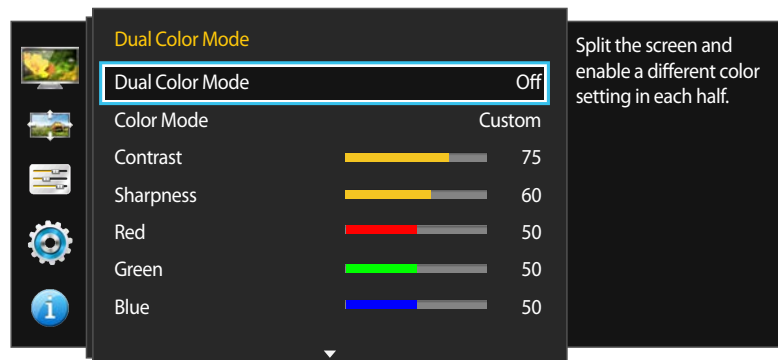 Dual Color Mode
Dual Color Mode Off
Color Mode Custom
Contrast 75
Sharpness 60
Red 50
Green 50
Blue 50
Split the screen and
enable a different color
setting in each half.